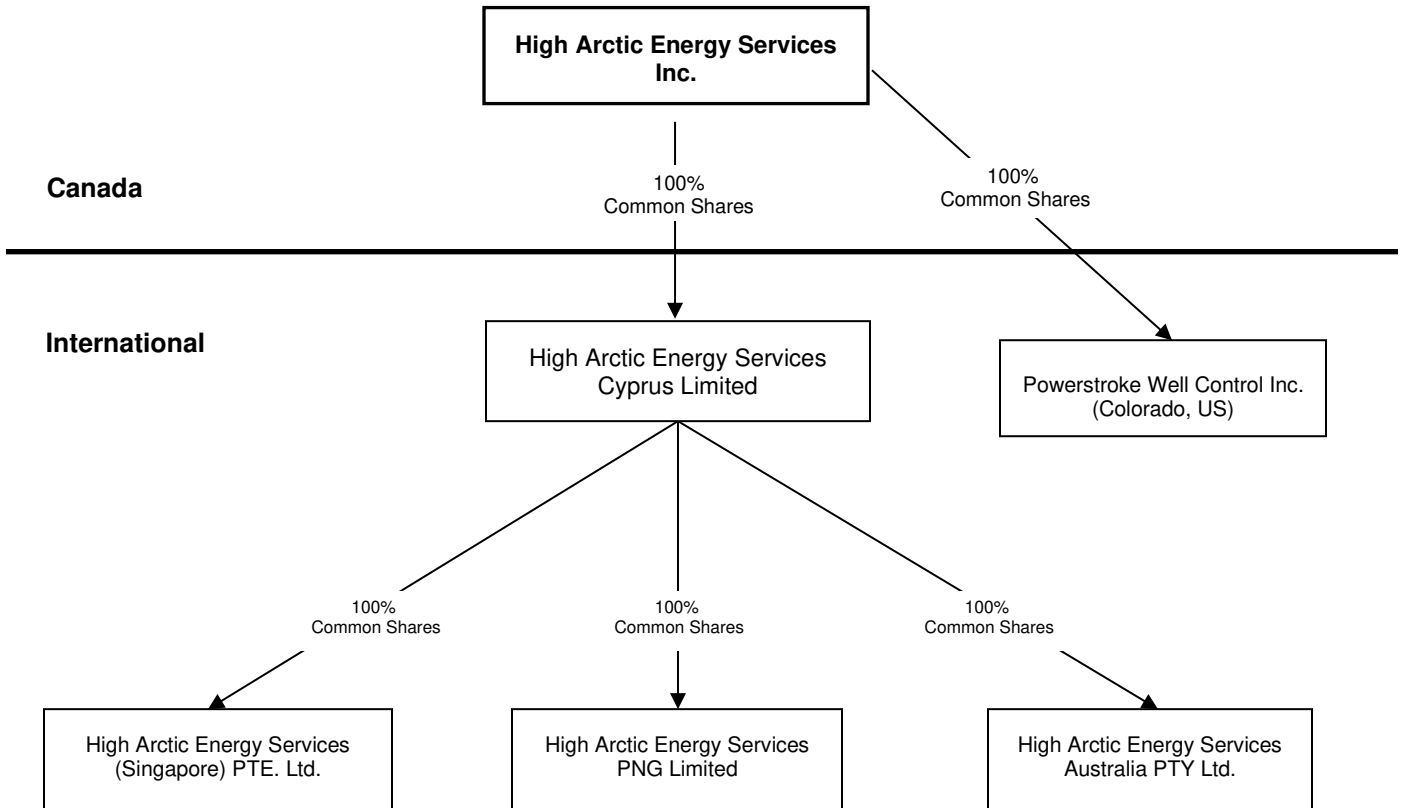 High Arctic Energy Services
Inc.
Canada
100%
Common Shares
100%
Common Shares
International
High Arctic Energy Services
Cyprus Limited
Powerstroke Well Control Inc.
(Colorado, US)
100%
Common Shares
100%
Common Shares
100%
Common Shares
High Arctic Energy Services
(Singapore) PTE. Ltd.
High Arctic Energy Services
PNG Limited
High Arctic Energy Services
Australia PTY Ltd.